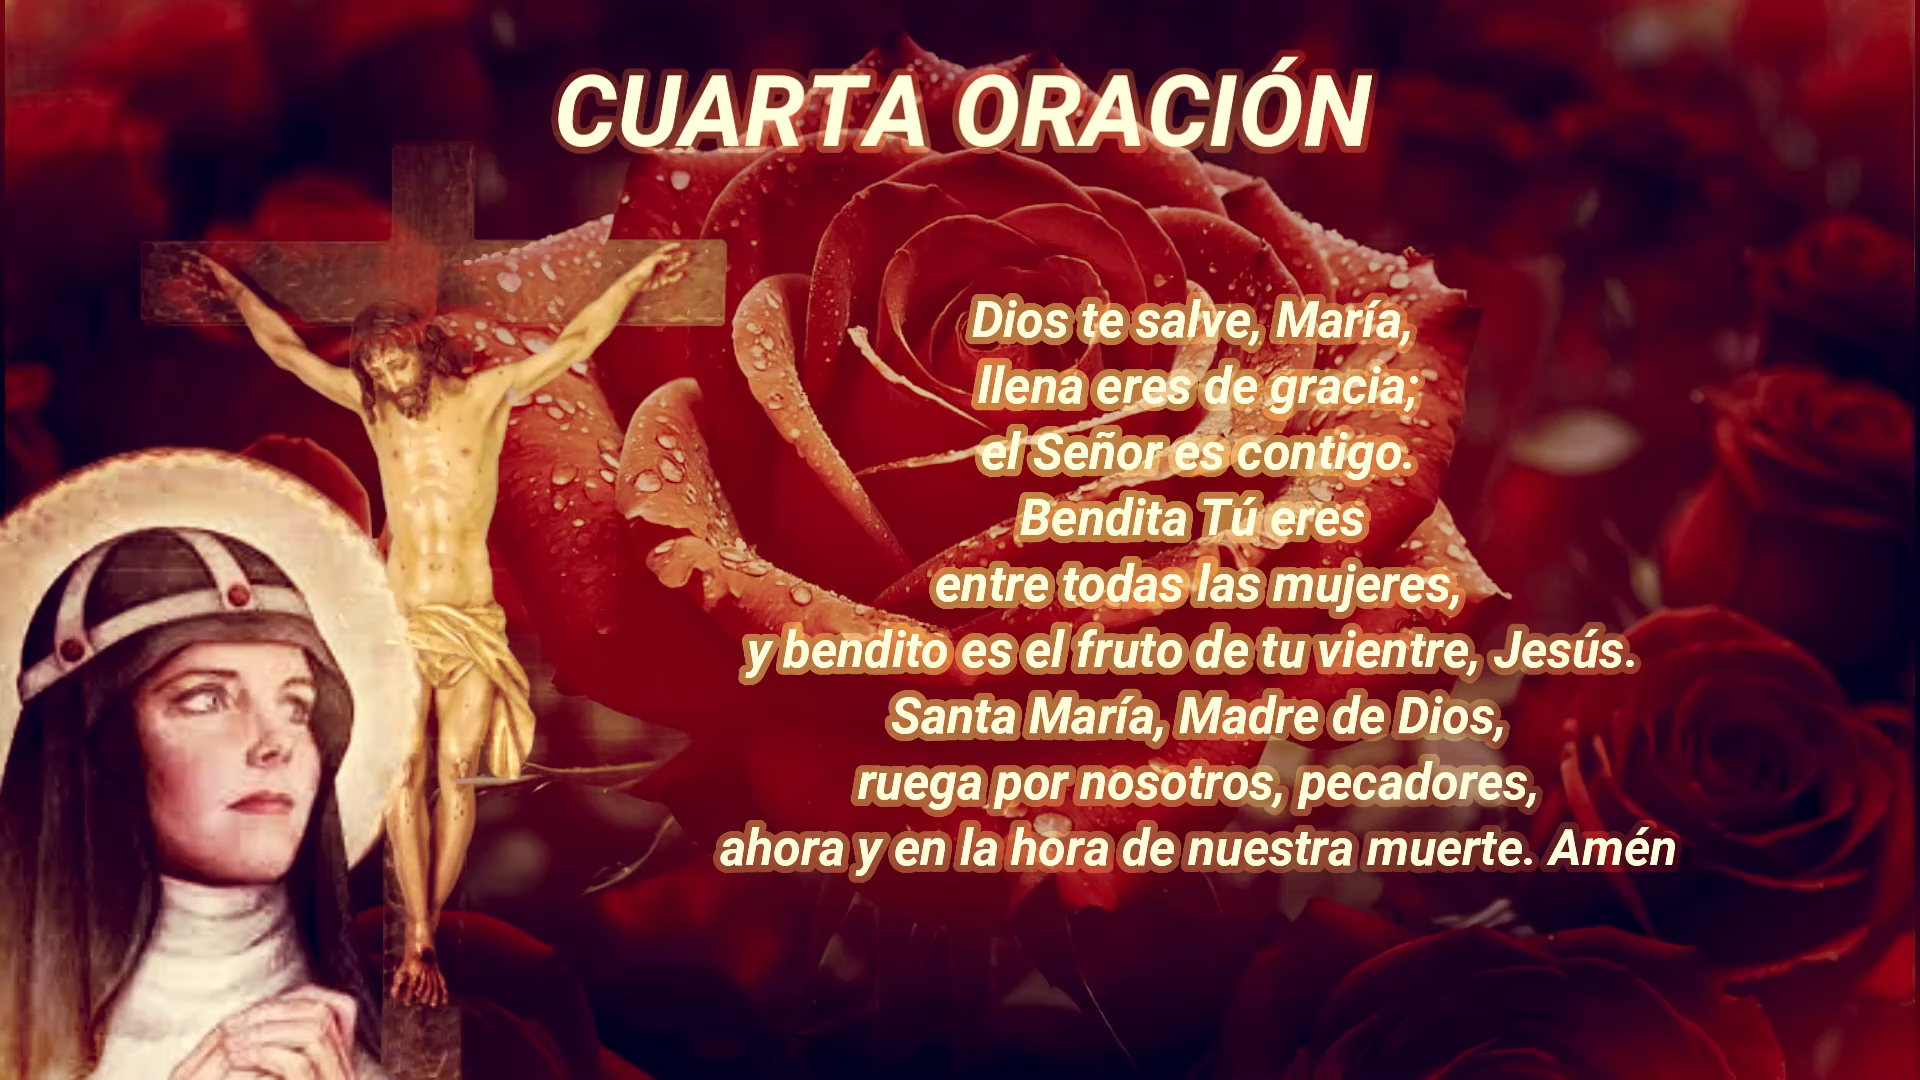 CUARTA ORACIÓN
Dios te salve, María,
llena eres de gracia;
el Señor es contigo.
Bendita Tú eres
entre todas las mujeres,
y bendito es el fruto de tu vientre, Jesús.
Santa María, Madre de Dios,
ruega por nosotros, pecadores,
ahora y en la hora de nuestra muerte. Amén